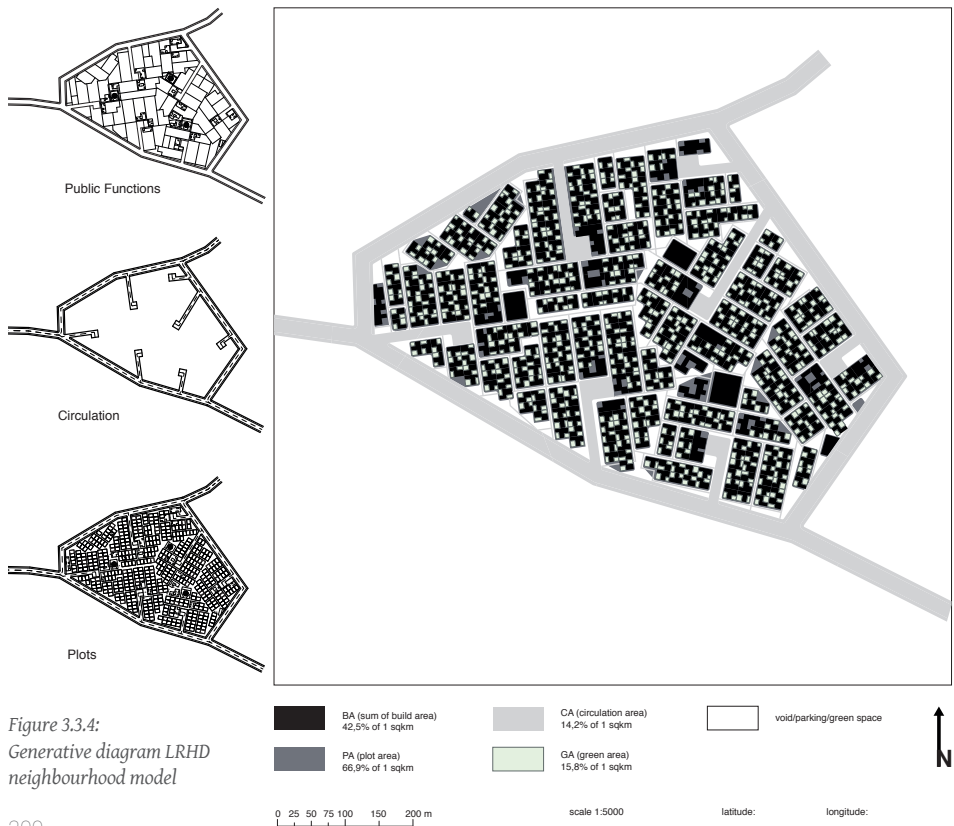 Public Functions
Circulation
Plots
Figure 3.3.4:
Generative diagram LRHD
neighbourhood model
BA (sum of build area)
42,5% of 1 sqkm
PA (plot area)
66,9% of 1 sqkm
CA (circulation area)
14,2% of 1 sqkm
GA (green area)
15,8% of 1 sqkm
void/parking/green space
N
0 25 50 75 100 150 200 m
scale 1:5000
latitude:
longitude: